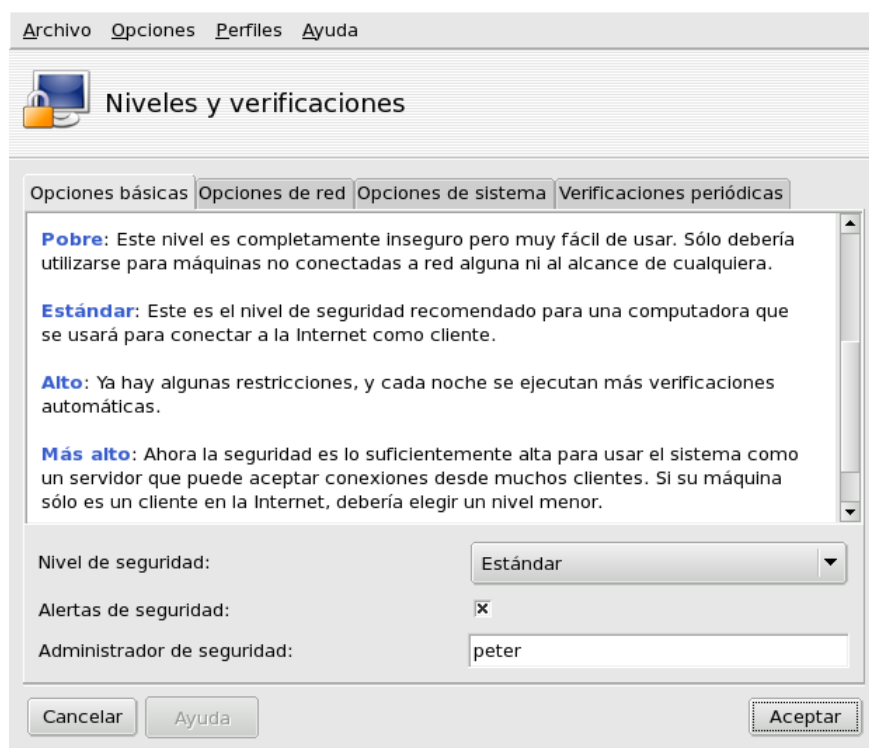 Archivo Opciones Perfiles Ayuda
Niveles y verificaciones
Opciones básicas Opciones de red Opciones de sistema Verificaciones periódicas
Pobre: Este nivel es completamente inseguro pero muy fácil de usar. Sólo debería
utilizarse para máquinas no conectadas a red alguna ni al alcance de cualquiera.
Estándar: Este es el nivel de seguridad recomendado para una computadora que
se usará para conectar a la Internet como cliente.
Alto: Ya hay algunas restricciones, y cada noche se ejecutan más verificaciones
automáticas.
Más alto: Ahora la seguridad es lo suficientemente alta para usar el sistema como
un servidor que puede aceptar conexiones desde muchos clientes. Si su máquina
sólo es un cliente en la Internet, debería elegir un nivel menor.
Nivel de seguridad: Estándar
Alertas de seguridad:
Administrador de seguridad: peter
Cancelar Ayuda Aceptar